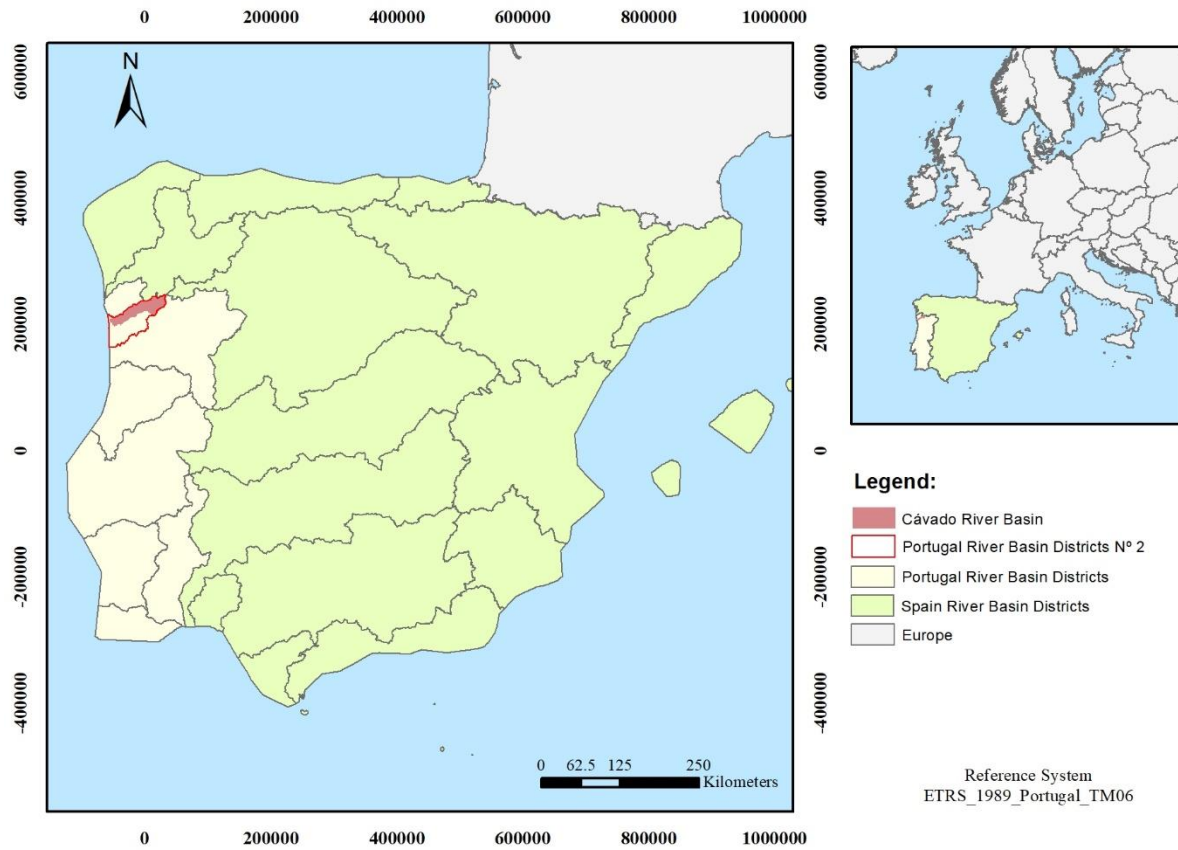 0 200000 400000 600000 800000 1000000
N
600000
400000
200000
0
-200000
-4000000
600000
400000
200000
0
-200000
-4000000
0 62.5 125 250
Kilometers
0 200000 400000 600000 800000 1000000
Legend:
Cávado River Basin
Portugal River Basin Districts Nº 2
Portugal River Basin Districts
Spain River Basin Districts
Europe
Reference System
ETRS_1989_Portugal_TM06